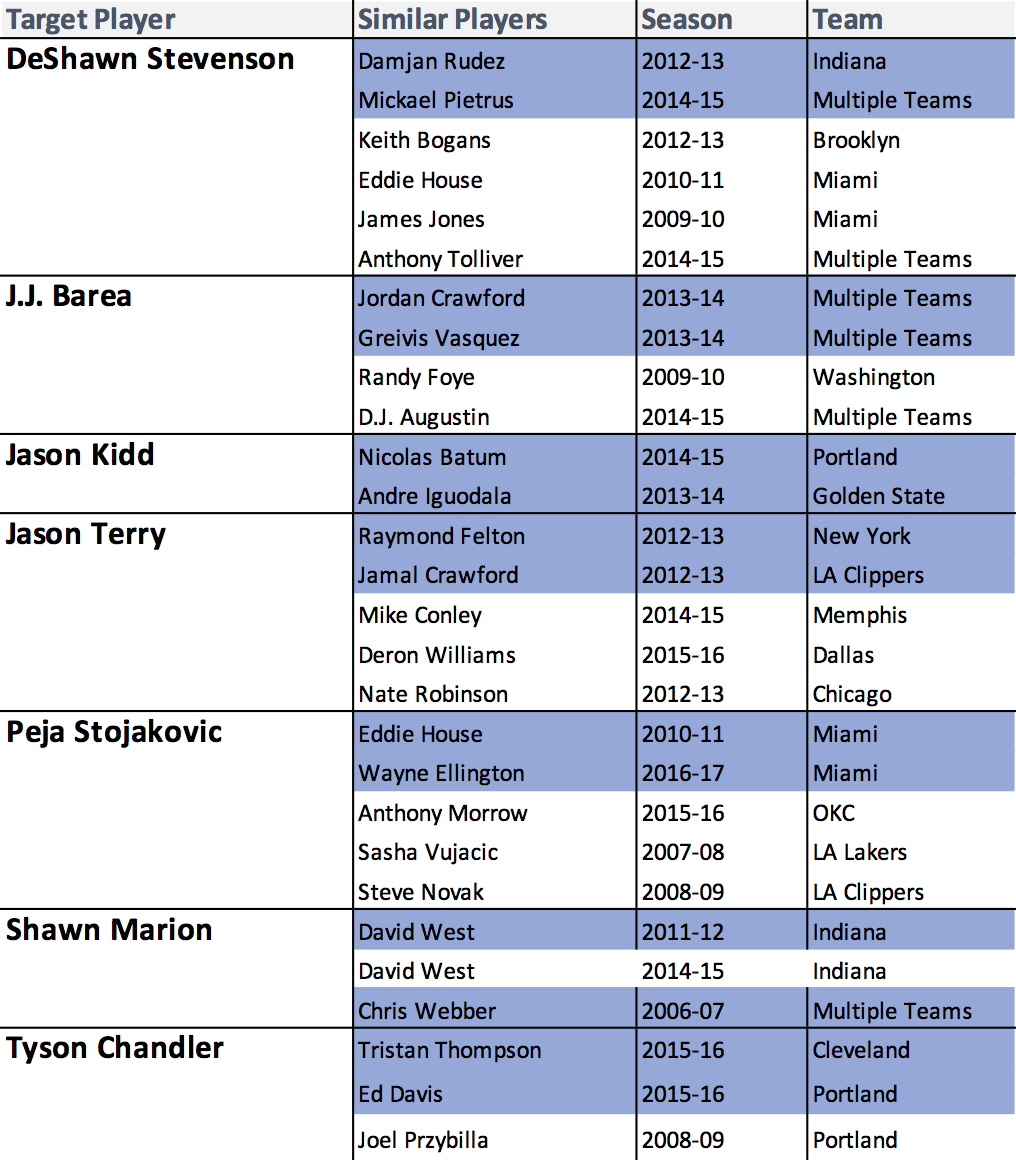 Target Player Similar Players Season Team
DeShawn Stevenson Damjan Rudez 2012-13 Indiana
Mickael Pietrus 2014-15 Multiple Teams
Keith Bogans 2012-13 Brooklyn
Eddie House 2010-11 Miami
James Jones 2009-10 Miami
Anthony Tolliver 2014-15 Multiple Teams
J.J. Barea Jordan Crawford 2013-14 Multiple Teams
Greivis Vasquez 2013-14 Multiple Teams
Randy Foye 2009-10 Washington
D.J. Augustin 2014-15 Multiple Teams
Jason Kidd Nicolas Batum 2014-15 Portland
Andre Iguodala 2013-14 Golden State
Jason Terry Raymond Felton 2012-13 New York
Jamal Crawford 2012-13 LA Clippers
Mike Conley 2014-15 Memphis
Deron Williams 2015-16 Dallas
Nate Robinson 2012-13 Chicago
Peja Stojakovic Eddie House 2010-11 Miami
Wayne Ellington 2016-17 Miami
Anthony Morrow 2015-16 OKC
Sasha Vujacic 2007-08 LA Lakers
Steve Novak 2008-09 LA Clippers
Shawn Marion David West 2011-12 Indiana
David West 2014-15 Indiana
Chris Webber 2006-07 Multiple Teams
Tyson Chandler Tristan Thompson 2015-16 Cleveland
Ed Davis 2015-16 Portland
Joel Przybilla 2008-09 Portland